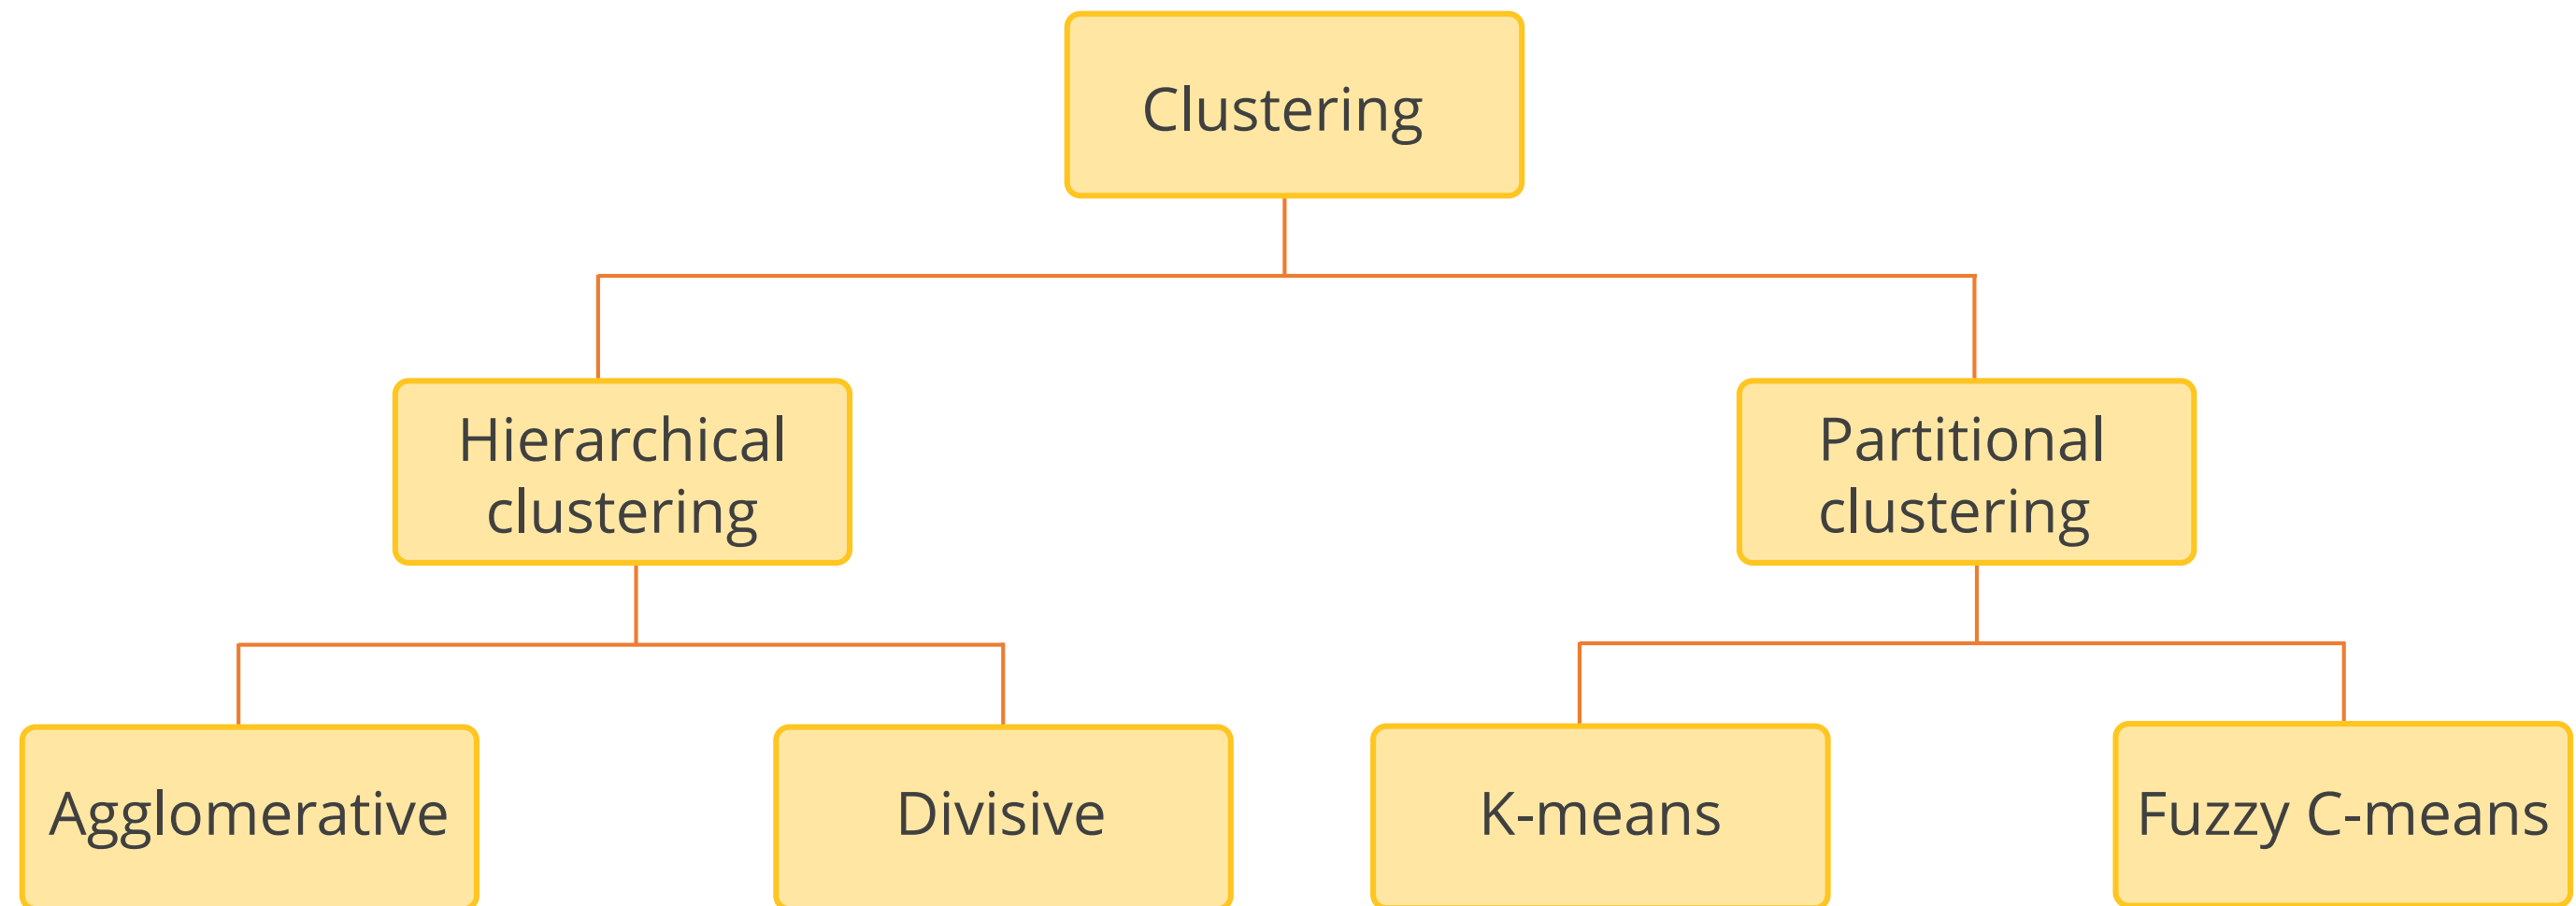 Clustering
Hierarchical
clustering
Partitional
clustering
Agglomerative
Divisive
K-means
Fuzzy C-means